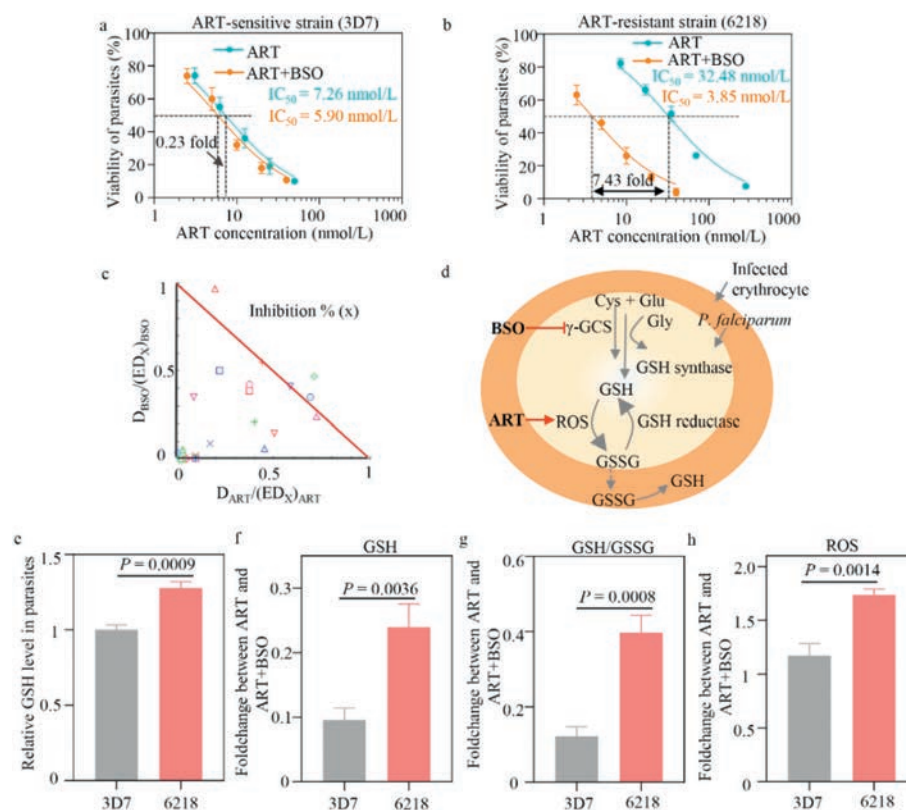 a
ART-sensitive strain (3D7)
Viability of parasites (%)
100
80
60
40
20
0
ART
ART+BSO
IC50 = 7.26 nmol/L
IC50 = 5.90 nmol/L
0.23 fold
1
10
100
1000
ART concentration (nmol/L)
b
ART-resistant strain (6218)
Viability of parasites (%)
100
80
60
40
20
0
ART
ART+BSO
IC50 = 32.48 nmol/L
IC50 = 3.85 nmol/L
7.43 fold
1
10
100
1000
ART concentration (nmol/L)
c
Inhibition % (x)
DBSO/(EDX)BSO
1
0.5
0
0
0.5
1
DART/(EDX)ART
d
Infected
erythrocyte
P. falciparum
Cys + Glu
BSO
γ-GCS
Gly
GSH synthase
GSH
ART
ROS
GSH reductase
GSSG
GSSG
GSH
e
Relative GSH level in parasites
1.5
1
0.5
0
P = 0.0009
3D7
6218
f
GSH
Foldchange between ART and
ART+BSO
0.3
0.2
0.1
0
P = 0.0036
3D7
6218
g
GSH/GSSG
Foldchange between ART and
ART+BSO
0.6
0.4
0.2
0
P = 0.0008
3D7
6218
h
ROS
Foldchange between ART and
ART+BSO
2.0
1.5
1
0.5
0
P = 0.0014
3D7
6218